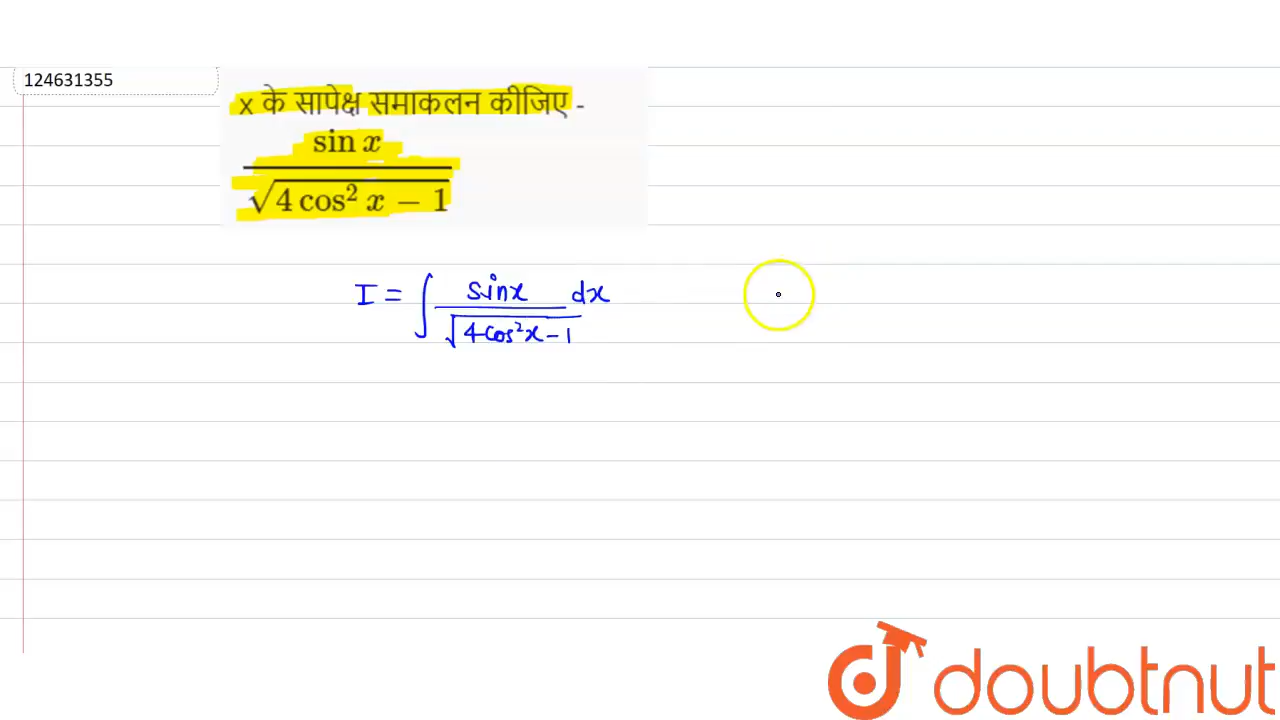 124631355
x के सापेक्ष समाकलन कीजिए -
sin x
√4 cos² x − 1
I = ∫ sinx dx
√4cos²x-1
doubtnut